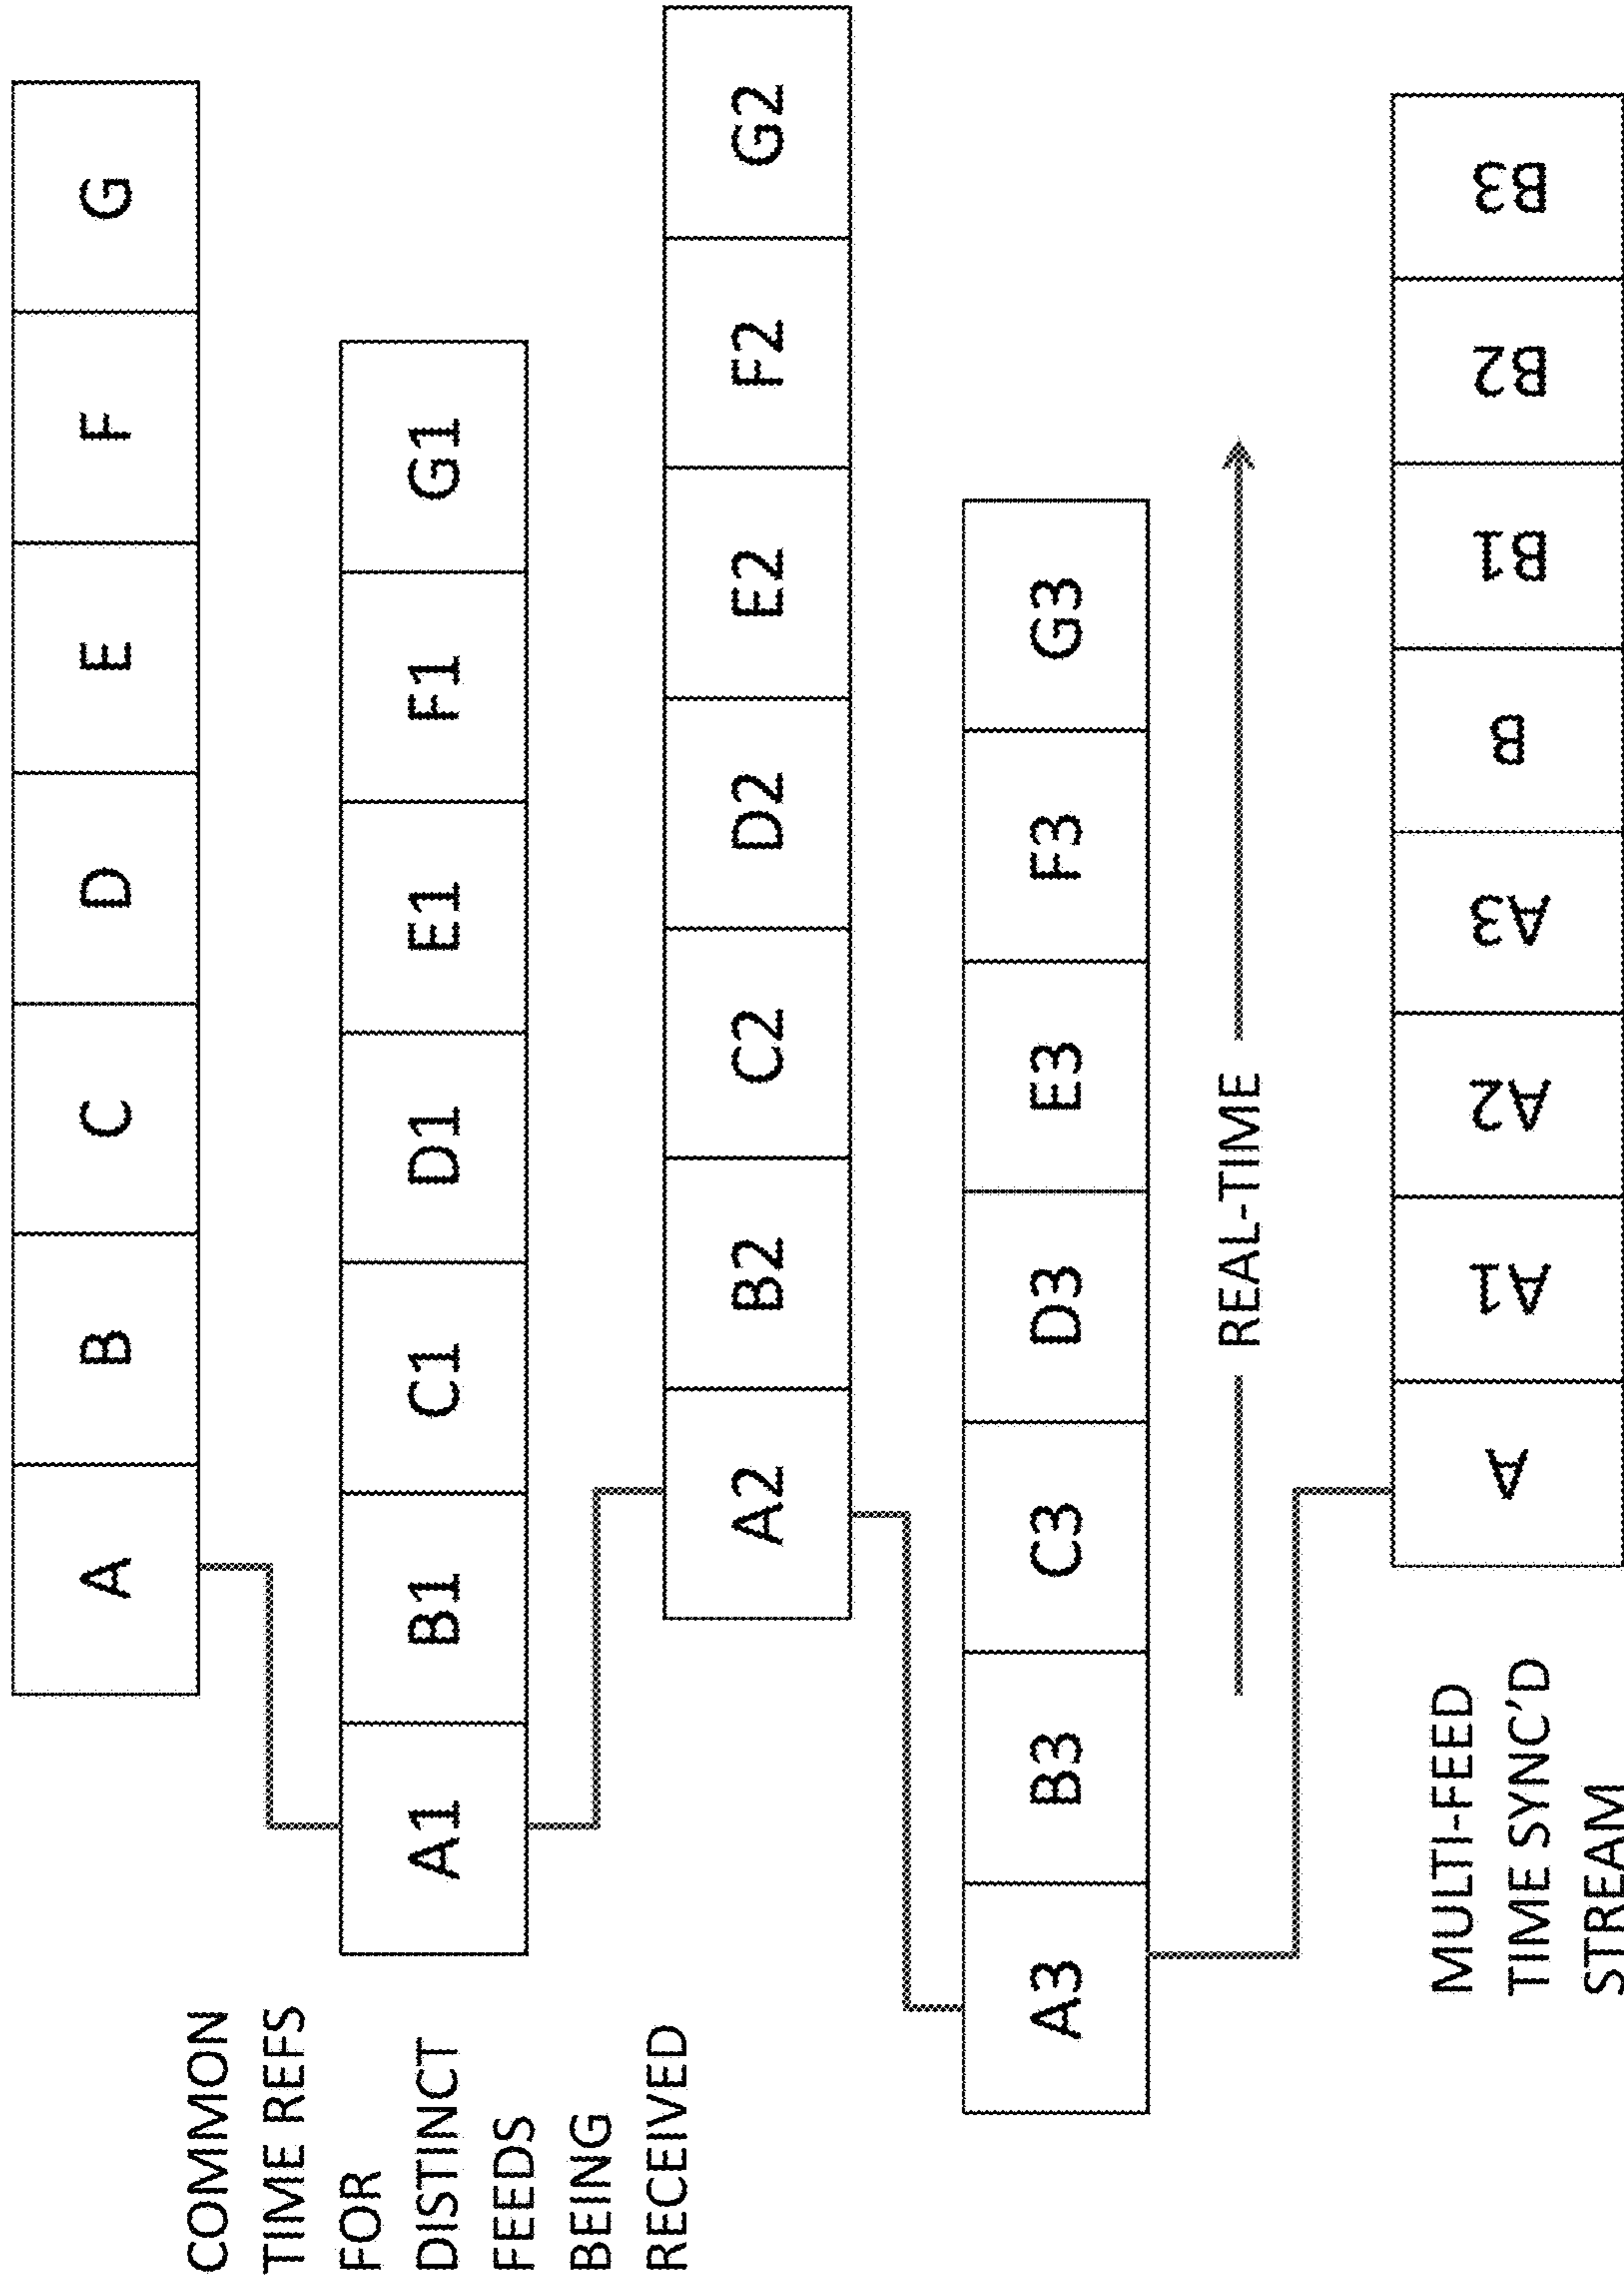 A B C D E F G
COMMON
TIME REFS
FOR
DISTINCT
FEEDS
BEING
RECEIVED
A1 B1 C1 D1 E1 F1 G1
A2 B2 C2 D2 E2 F2 G2
A3 B3 C3 D3 E3 F3 G3
REAL-TIME
MULTI-FEED
TIME SYNC'D
STREAM
A A1 A2 A3 B B1 B2 B3